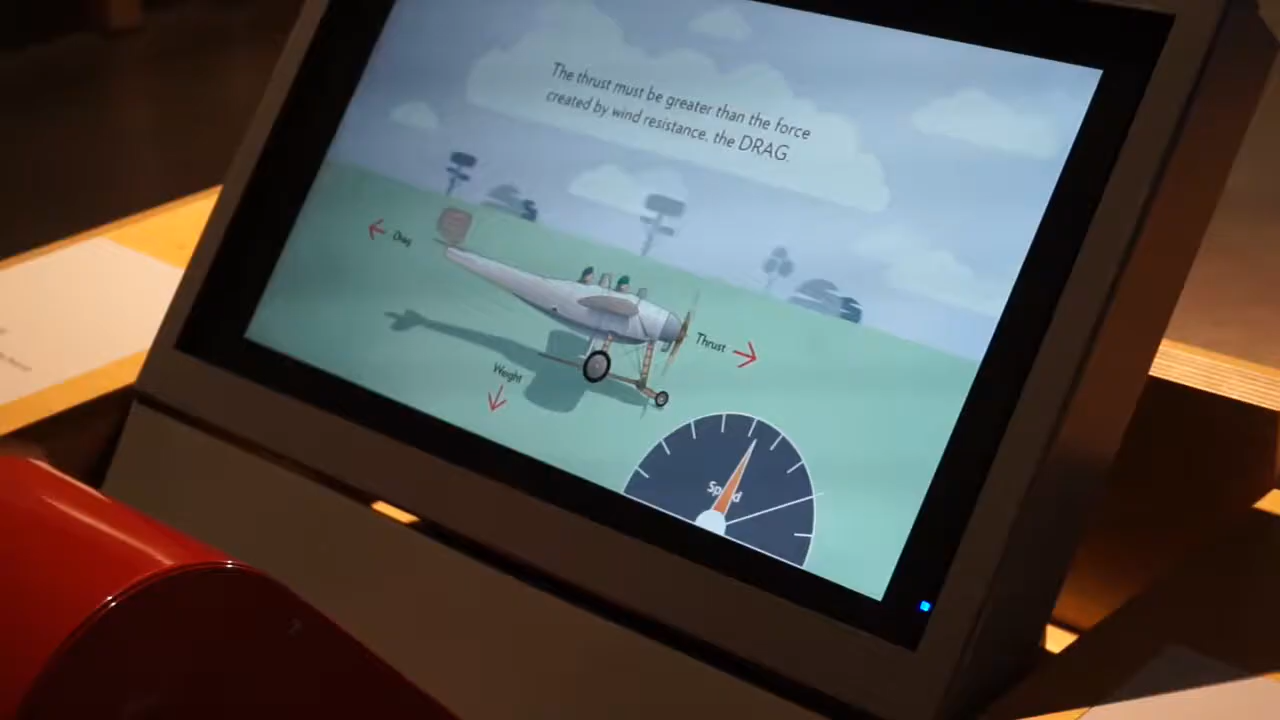 The thrust must be greater than the force
created by wind resistance, the DRAG.
Drag
Thrust
Weight
Speed